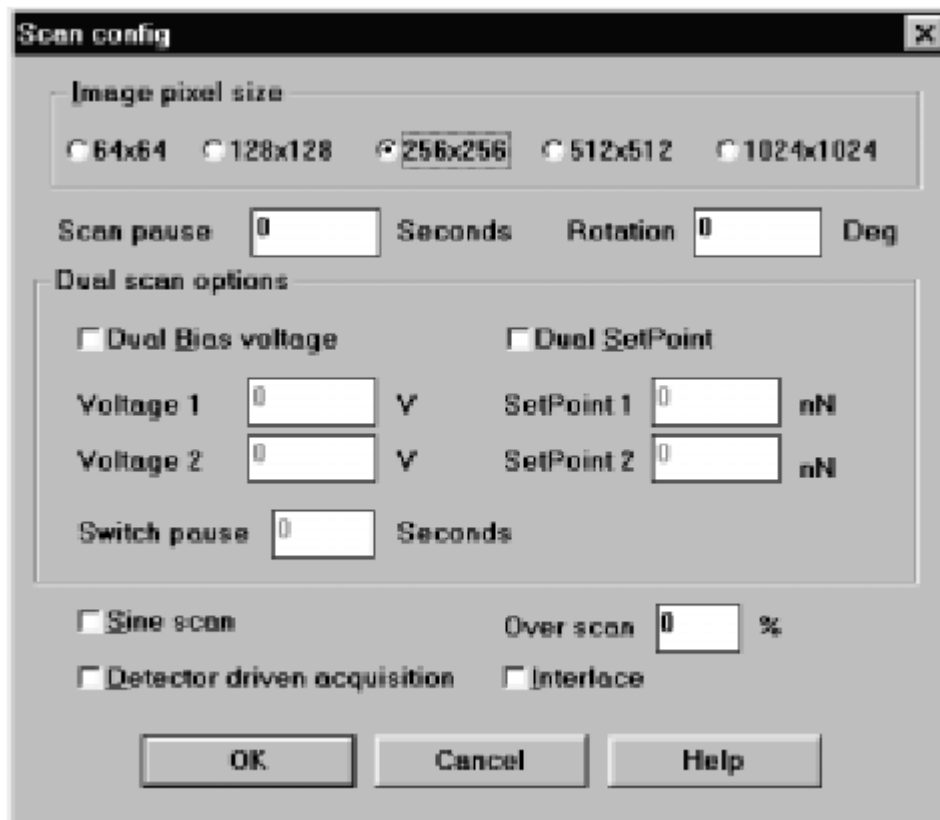 Scan config
Image pixel size
64x64 128x128 256x256 512x512 1024x1024
Scan pause 0 Seconds Rotation 0 Deg
Dual scan options
Dual Bias voltage Dual SetPoint
Voltage 1 0 V SetPoint 1 0 nN
Voltage 2 0 V SetPoint 2 0 nN
Switch pause 0 Seconds
Sine scan Over scan 0 %
Detector driven acquisition Interlace
OK Cancel Help